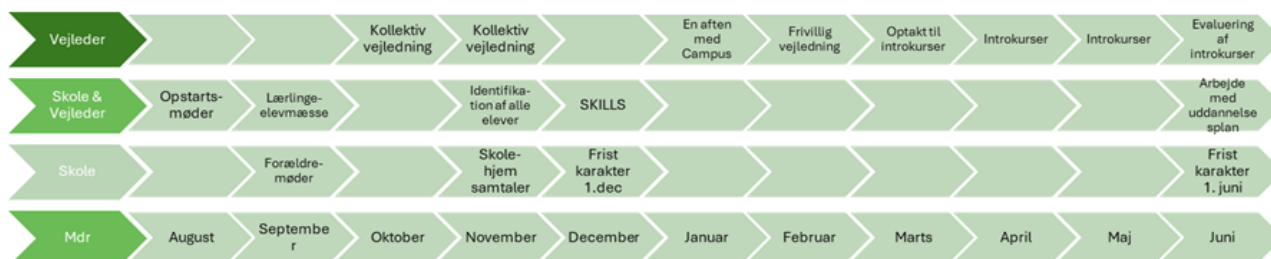 Vejleder
Kollektiv
vejledning
Kollektiv
vejledning
En aften
med
Campus
Frivillig
vejledning
Optakt til
introkurser
Introkurser
Introkurser
Evaluering
af
introkurser
Skole &
Vejleder
Opstarts-
møder
Lærlinge-
elevmæsse
Identifika-
tion af alle
elever
SKILLS
Arbejde
med
uddannelse
splan
Skole
Forældre-
møder
Skole-
hjem
samtaler
Frist
karakter
1.dec
Frist
karakter
1. juni
Mdr
August
Septembe
r
Oktober
November
December
Januar
Februar
Marts
April
Maj
Juni